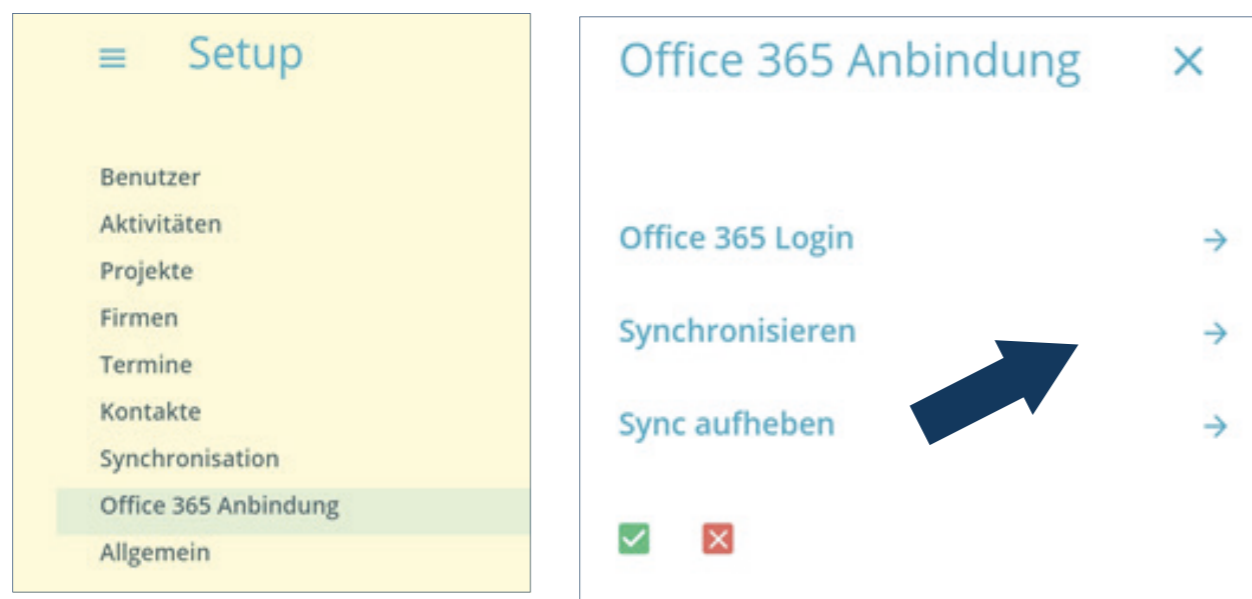 Setup
Benutzer
Aktivitäten
Projekte
Firmen
Termine
Kontakte
Synchronisation
Office 365 Anbindung
Allgemein
Office 365 Anbindung
Office 365 Login
Synchronisieren
Sync aufheben